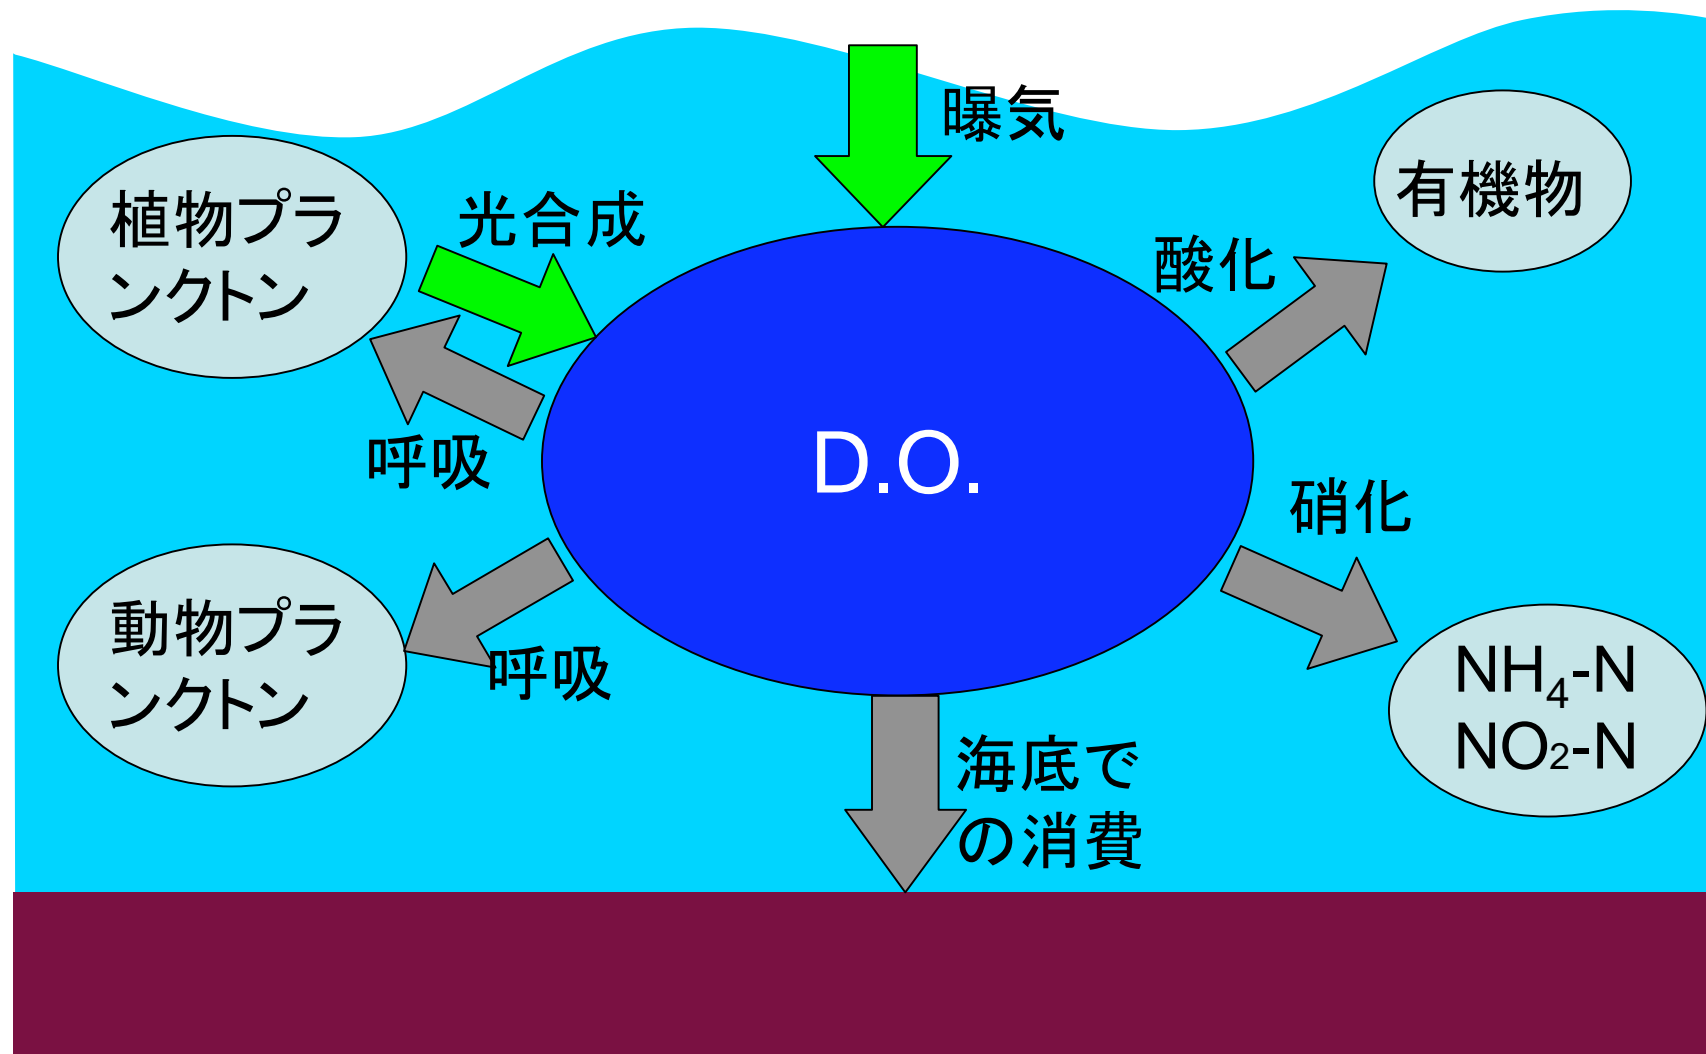 曝気
有機物
植物プラ
ンクトン
光合成
酸化
呼吸
D.O.
硝化
動物プラ
ンクトン
呼吸
NH₄-N
NO₂-N
海底で
の消費